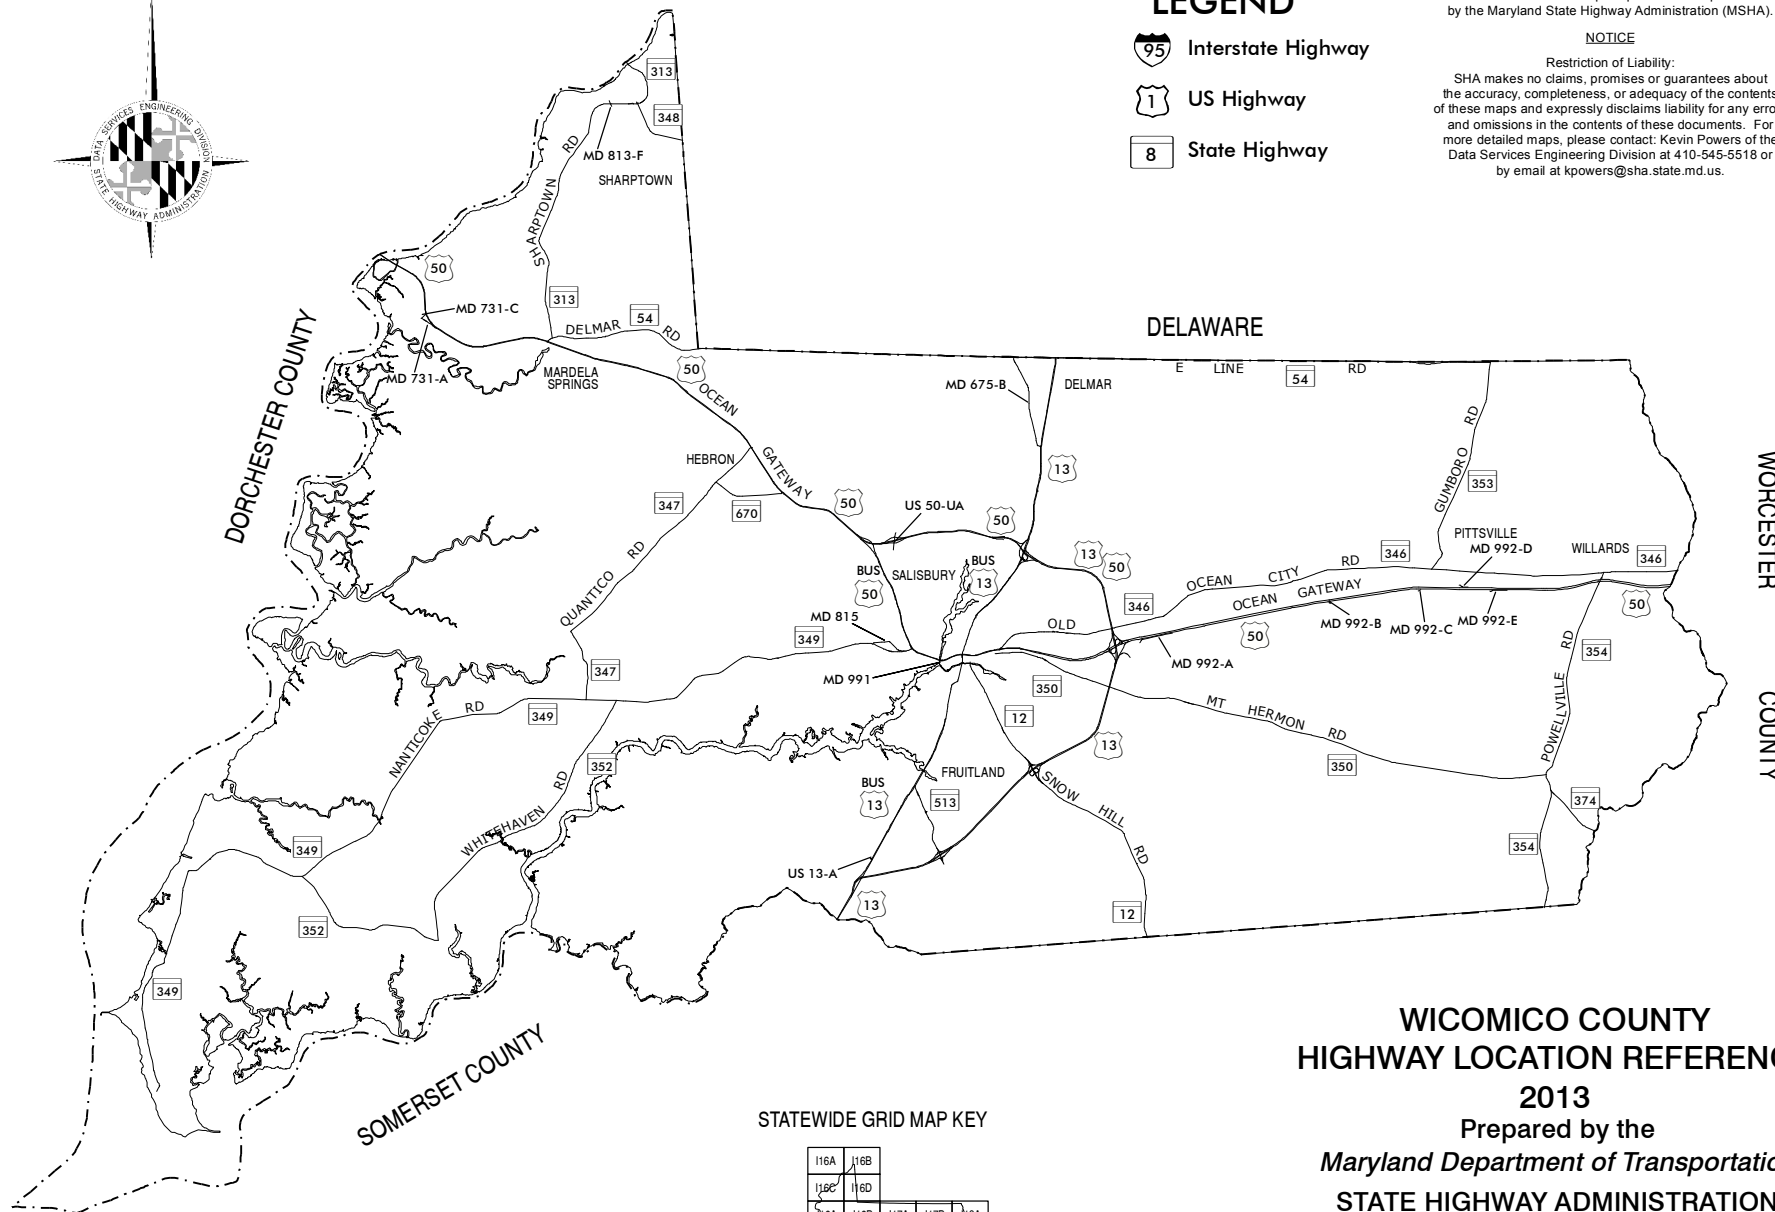 LEGEND
95 Interstate Highway
1 US Highway
8 State Highway
by the Maryland State Highway Administration (MSHA).
NOTICE
Restriction of Liability:
SHA makes no claims, promises or guarantees about
the accuracy, completeness, or adequacy of the contents
of these maps and expressly disclaims liability for any
and omissions in the contents of these documents. For
more detailed maps, please contact: Kevin Powers of the
Data Services Engineering Division at 410-545-5518 or
by email at kpowers@sha.state.md.us.
DATA SERVICES ENGINEERING DIVISION
STATE HIGHWAY ADMINISTRATION
313
348
MD 813-F
SHARPTOWN
SHARPTOWN RD
50
MD 731-C
313
54
DELMAR RD
MD 731-A
MARDELA
SPRINGS
50
DELAWARE
DORCHESTER COUNTY
OCEAN GATEWAY
MD 675-B
DELMAR
E LINE RD
54
HEBRON
347
670
50
US 50-UA
50
13
GUMBORO RD
353
PITTSVILLE
MD 992-D
WILLARDS
346
346
WORCESTER
COUNTY
QUANTICO RD
BUS
50
SALISBURY
BUS
13
13
50
OCEAN CITY RD
OCEAN GATEWAY
346
OLD
50
MD 992-B
MD 992-C
MD 992-E
50
MD 815
349
MD 992-A
354
347
MD 991
350
12
MT HERMON RD
POWELLVILLE RD
NANTICOKE RD
349
13
350
352
WHITEHAVEN RD
BUS
13
FRUITLAND
513
SNOW HILL RD
374
354
349
US 13-A
13
12
352
349
SOMERSET COUNTY
WICOMICO COUNTY
HIGHWAY LOCATION
2013
Prepared by the
Maryland Department of
STATE HIGHWAY ADMINISTRATION
STATEWIDE GRID MAP KEY
I16A I16B
I16C I16D